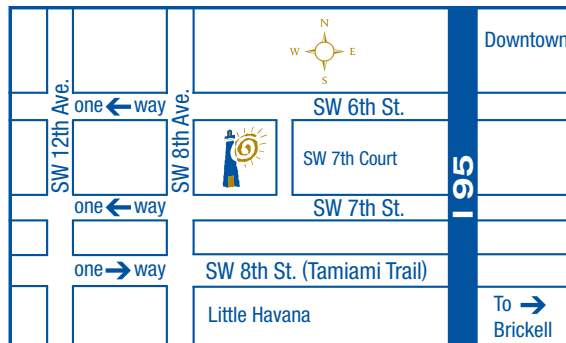 N
W E
S
Downtown
one way
SW 6th St.
SW 12th Ave.
SW 8th Ave.
SW 7th Court
I 95
one way
SW 7th St.
one way
SW 8th St. (Tamiami Trail)
Little Havana
To
Brickell